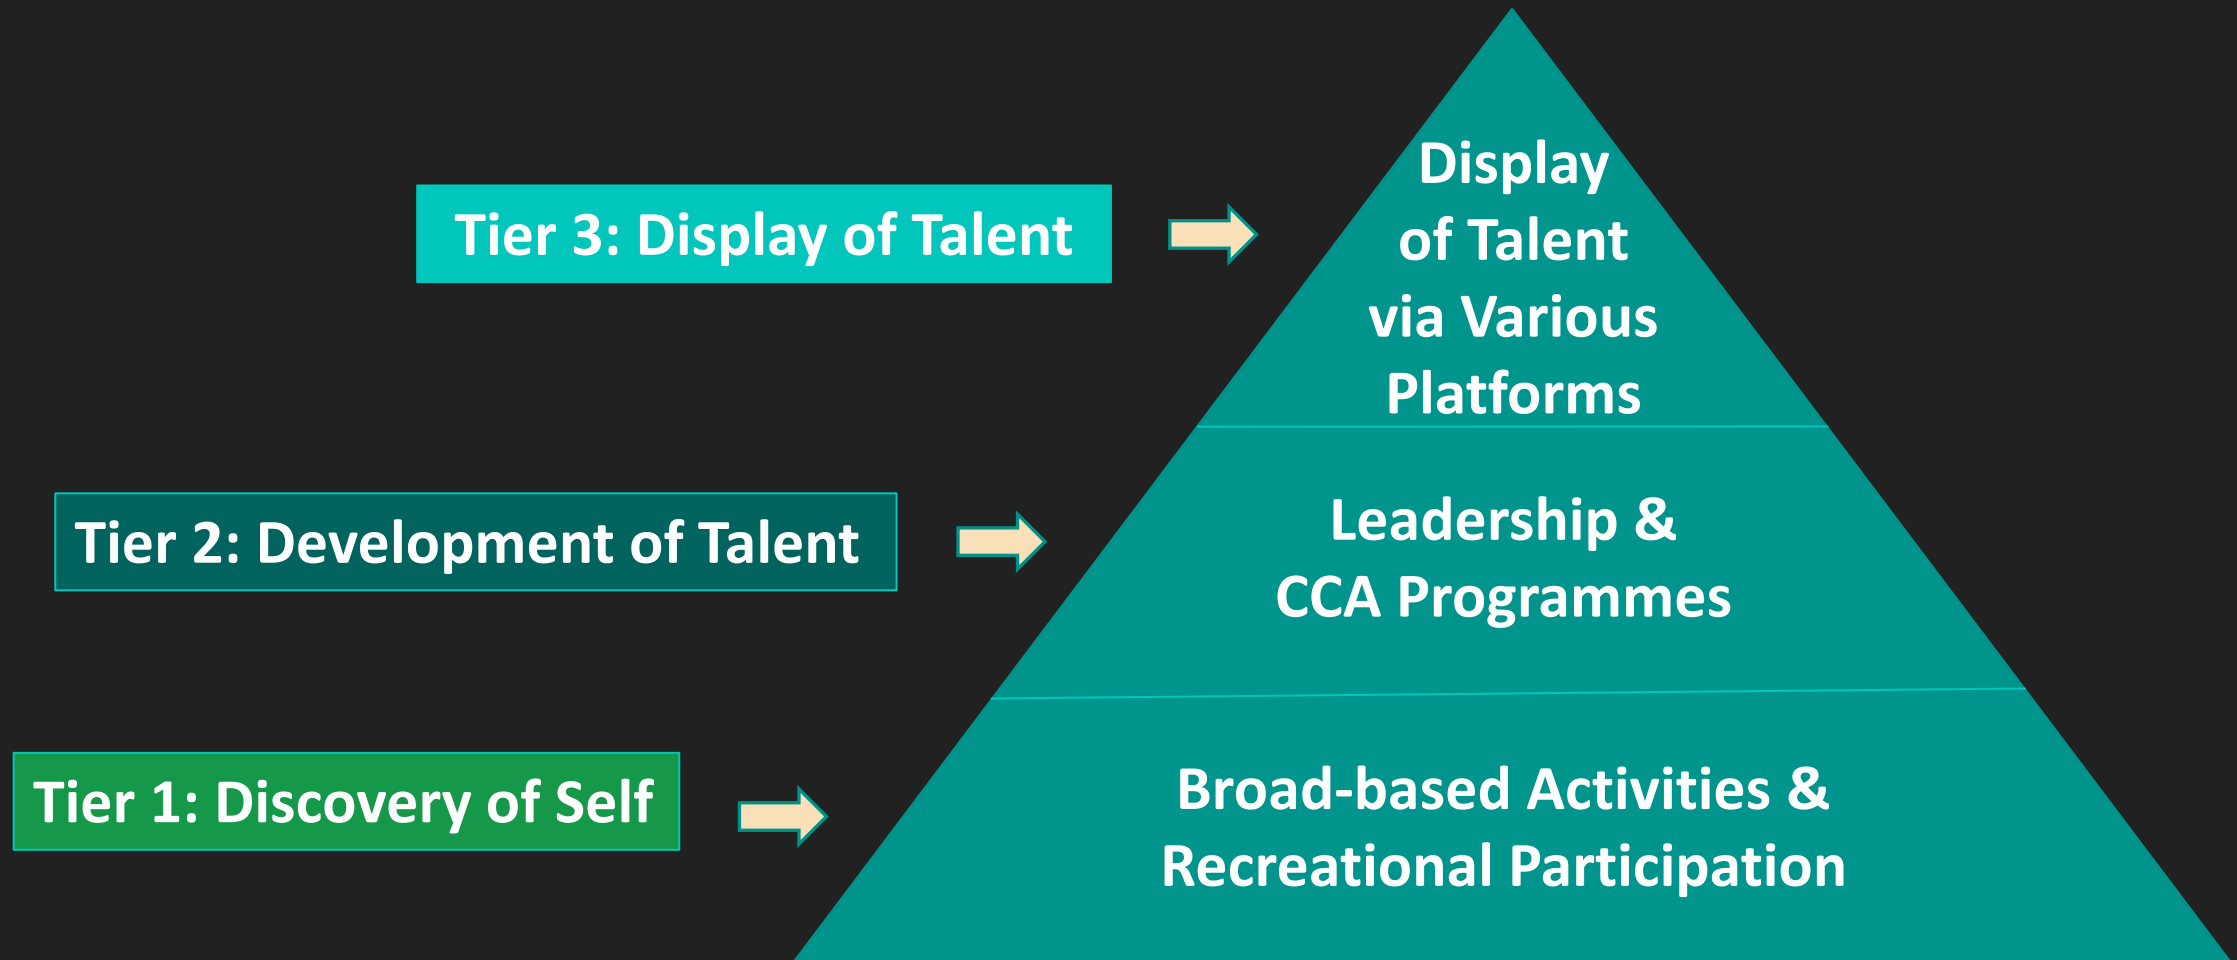 Tier 3: Display of Talent
Display
of Talent
via Various
Platforms
Tier 2: Development of Talent
Leadership &
CCA Programmes
Tier 1: Discovery of Self
Broad-based Activities &
Recreational Participation